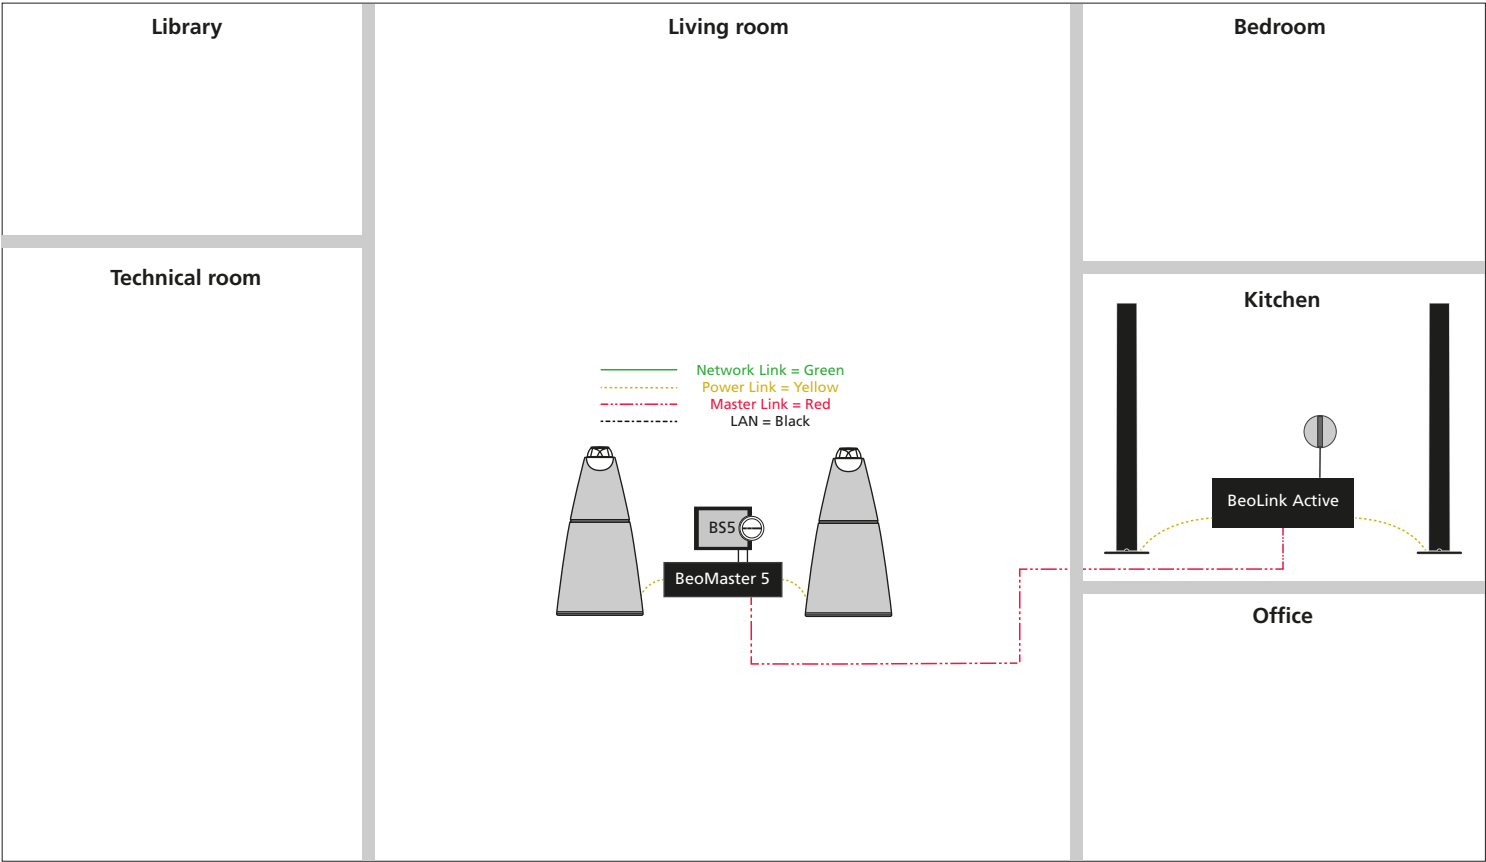 Library
Living room
Bedroom
Technical room
Kitchen
Network Link = Green
Power Link = Yellow
Master Link = Red
LAN = Black
BeoLink Active
BS5
BeoMaster 5
Office